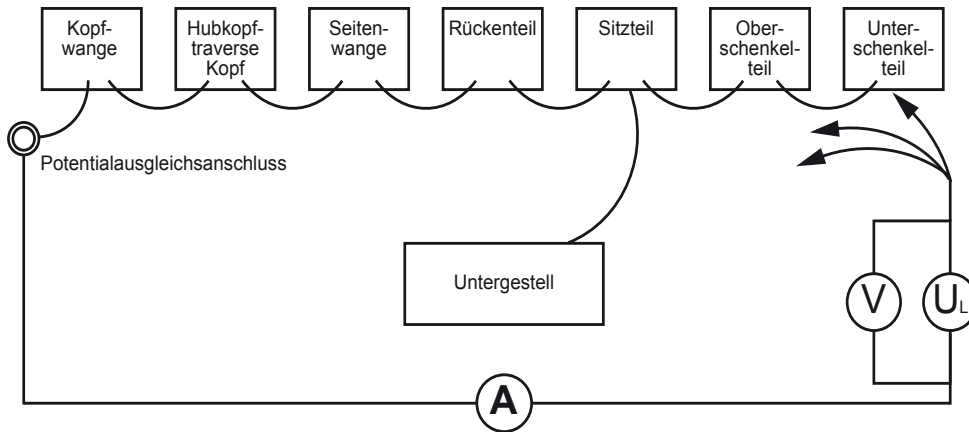 Kopf-
wange
Hubkopf-
traverse
Kopf
Seiten-
wange
Rückenteil
Sitzteil
Ober-
schenkel-
teil
Unter-
schenkel-
teil
Potentialausgleichsanschluss
Untergestell
V
UL
A